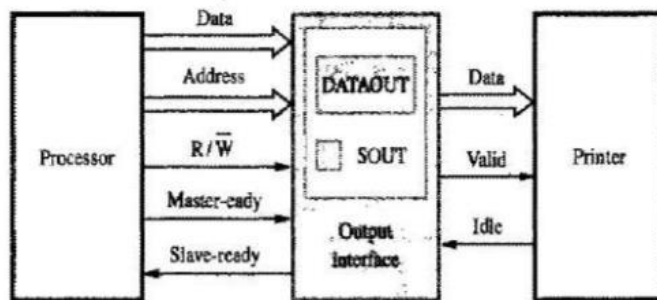 Data
Address
DATAOUT
Data
Processor
R / W̅
SOUT
Valid
Printer
Master-eady
Idle
Output
Slave-ready
interface